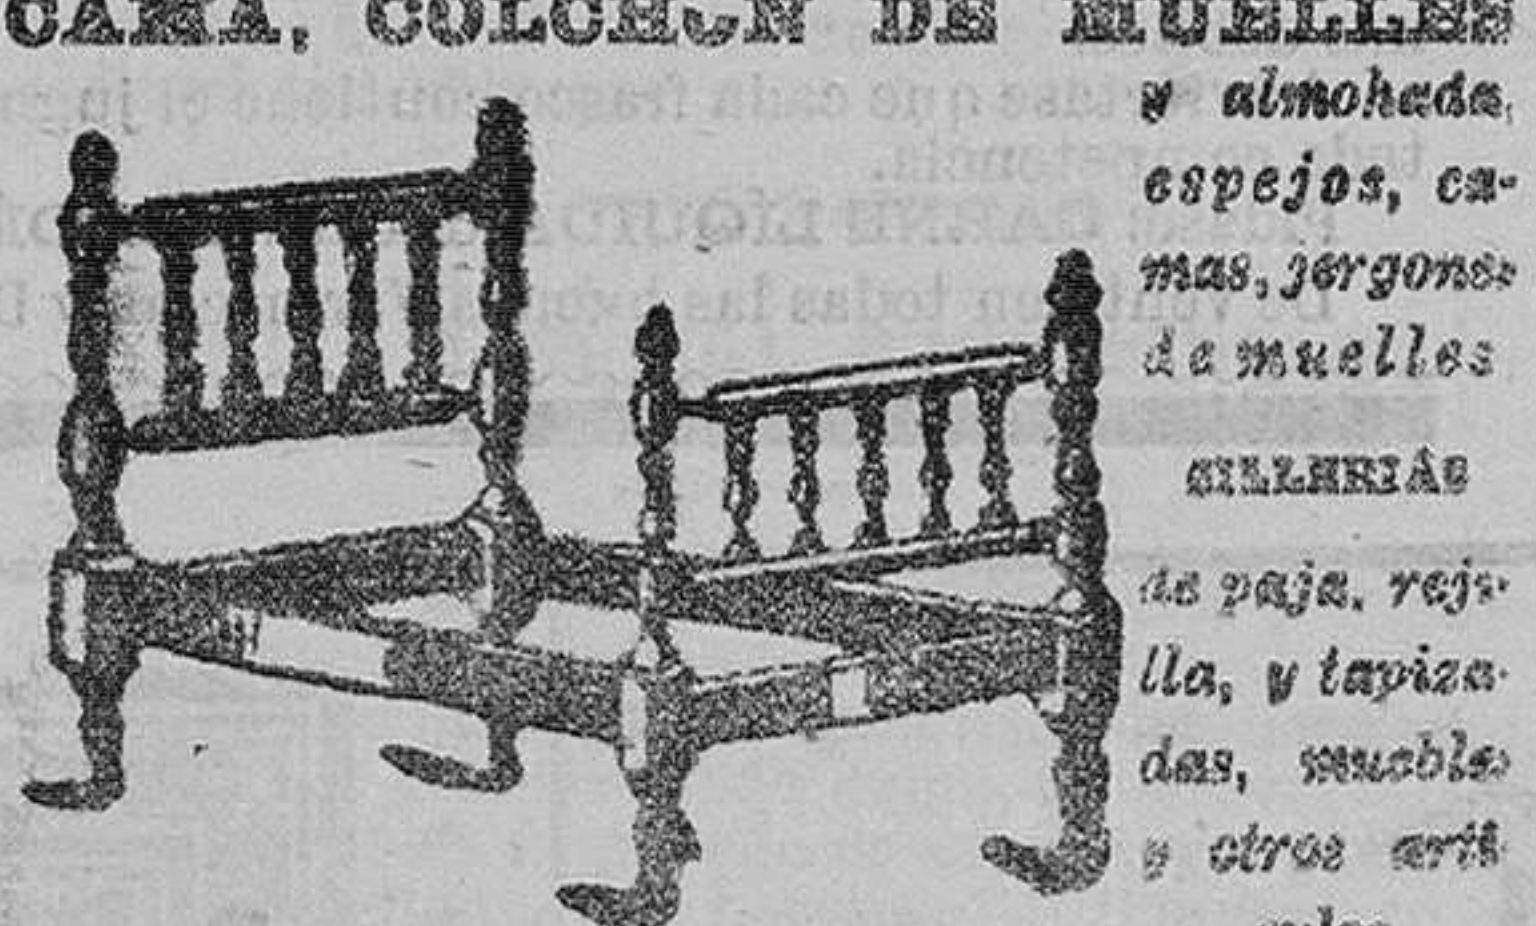 CAMA, COLCHON DE MUELLES
y almohada,
espejos, ca-
mas, jergones
de muelles
SILLERIAS
de paja, reji-
lla, y tapiza-
das, muebles
y otros artí-